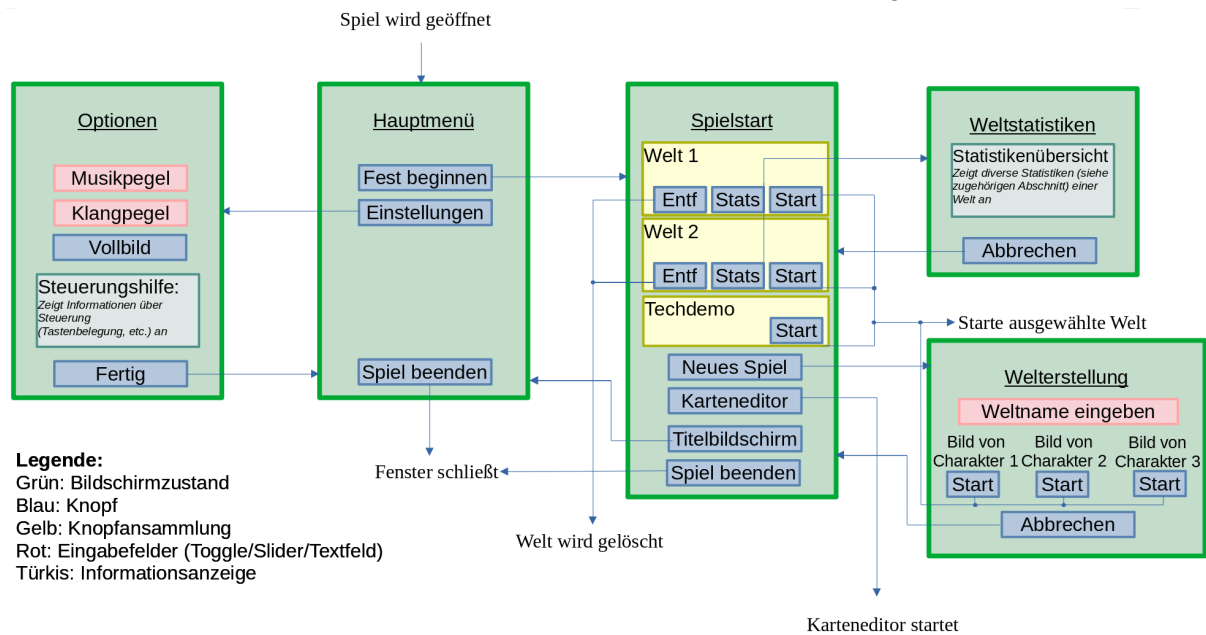 Spiel wird geöffnet
Optionen
Musikpegel
Klangpegel
Vollbild
Steuerungshilfe:
Zeigt Informationen über
Steuerung
(Tastenbelegung, etc.) an
Fertig
Hauptmenü
Fest beginnen
Einstellungen
Spiel beenden
Fenster schließt
Spielstart
Welt 1
Entf Stats Start
Welt 2
Entf Stats Start
Techdemo
Start
Neues Spiel
Karteneditor
Titelbildschirm
Spiel beenden
Welt wird gelöscht
Karteneditor startet
Weltstatistiken
Statistikenübersicht
Zeigt diverse Statistiken (siehe
zugehörigen Abschnitt) einer
Welt an
Abbrechen
Starte ausgewählte Welt
Welterstellung
Weltname eingeben
Bild von Bild von Bild von
Charakter 1 Charakter 2 Charakter 3
Start Start Start
Abbrechen
Legende:
Grün: Bildschirmzustand
Blau: Knopf
Gelb: Knopfansammlung
Rot: Eingabefelder (Toggle/Slider/Textfeld)
Türkis: Informationsanzeige